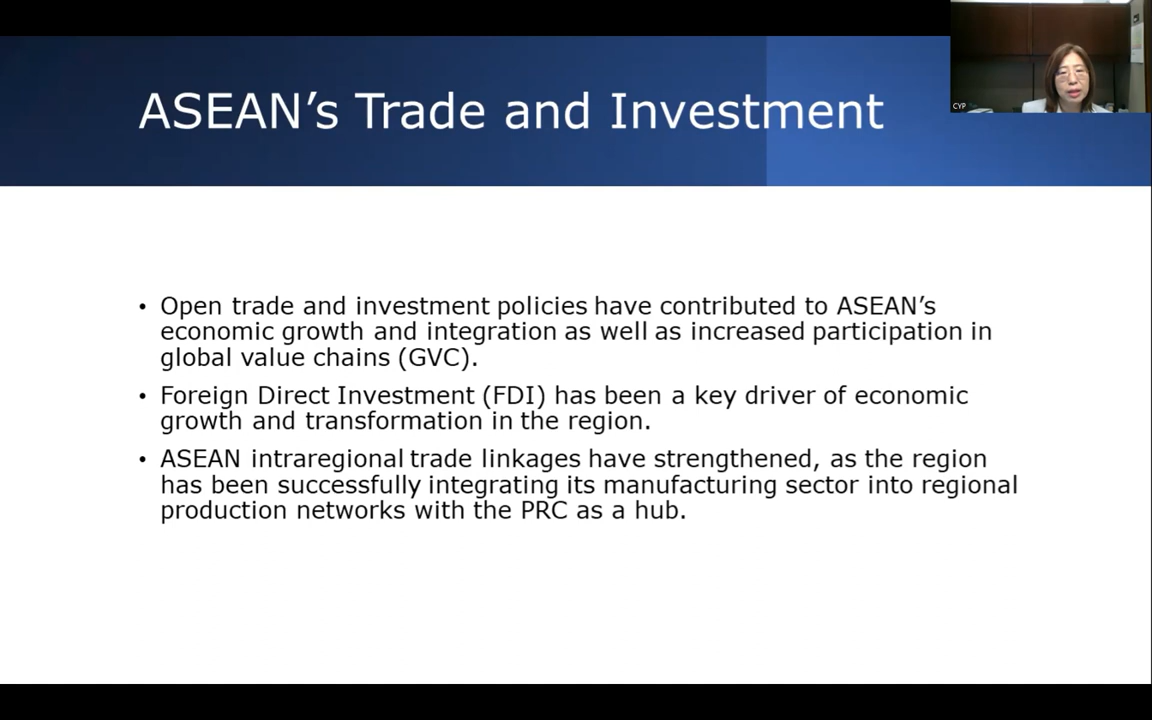 ASEAN’s Trade and Investment
CYP
• Open trade and investment policies have contributed to ASEAN’s
economic growth and integration as well as increased participation in
global value chains (GVC).
• Foreign Direct Investment (FDI) has been a key driver of economic
growth and transformation in the region.
• ASEAN intraregional trade linkages have strengthened, as the region
has been successfully integrating its manufacturing sector into regional
production networks with the PRC as a hub.